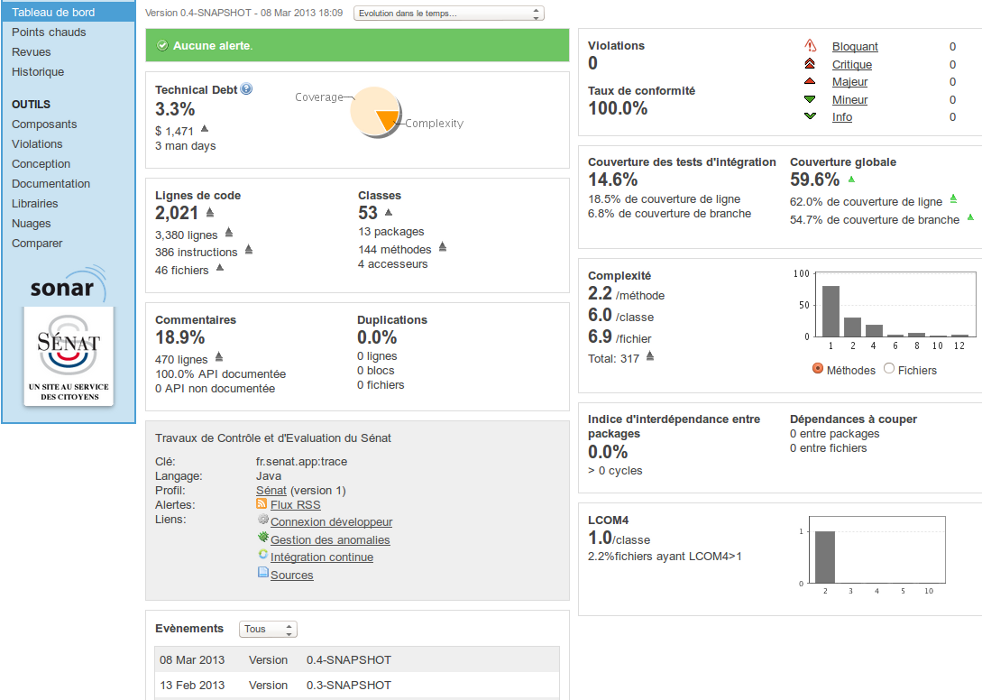 Tableau de bord
Points chauds
Revues
Historique
OUTILS
Composants
Violations
Conception
Documentation
Librairies
Nuages
Comparer
sonar
SÉNAT
UN SITE AU SERVICE
DES CITOYENS
Version 0.4-SNAPSHOT - 08 Mar 2013 18:09 Evolution dans le temps...
Aucune alerte.
Technical Debt ?
3.3%
$ 1,471
3 man days
Coverage
Complexity
Lignes de code
2,021
3,380 lignes
386 instructions
46 fichiers
Classes
53
13 packages
144 méthodes
4 accesseurs
Commentaires
18.9%
470 lignes
100.0% API documentée
0 API non documentée
Duplications
0.0%
0 lignes
0 blocs
0 fichiers
Travaux de Contrôle et d'Evaluation du Sénat
Clé: fr.senat.app:trace
Langage: Java
Profil: Sénat (version 1)
Alertes: Flux RSS
Liens: Connexion développeur
Gestion des anomalies
Intégration continue
Sources
Evènements Tous
08 Mar 2013 Version 0.4-SNAPSHOT
13 Feb 2013 Version 0.3-SNAPSHOT
Violations
0
Taux de conformité
100.0%
Bloquant 0
Critique 0
Majeur 0
Mineur 0
Info 0
Couverture des tests d'intégration
14.6%
18.5% de couverture de ligne
6.8% de couverture de branche
Couverture globale
59.6%
62.0% de couverture de ligne
54.7% de couverture de branche
Complexité
2.2 /méthode
6.0 /classe
6.9 /fichier
Total: 317
100
50
0
1 2 4 6 8 10 12
Méthodes Fichiers
Indice d'interdépendance entre
packages
0.0%
> 0 cycles
Dépendances à couper
0 entre packages
0 entre fichiers
LCOM4
1.0/classe
2.2%fichiers ayant LCOM4>1
1
0
2 3 4 5 10